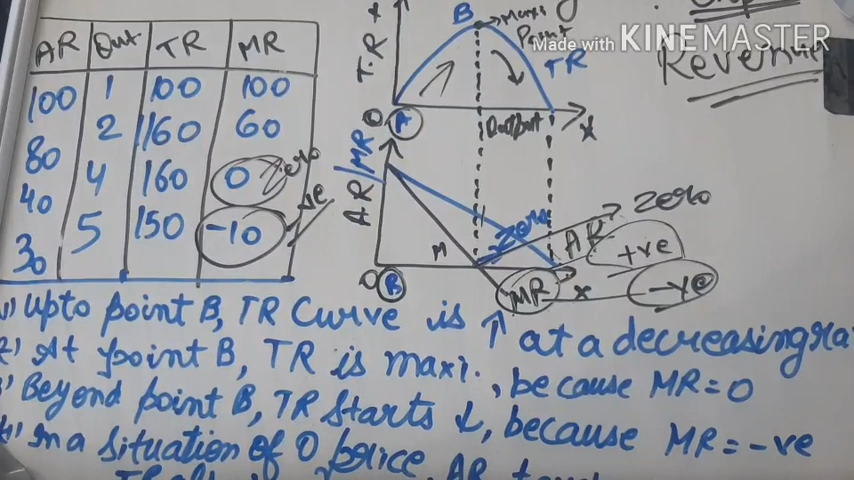 AR Out TR MR
100 1 100 100
80 2 160 60
40 4 160 0 zero
30 5 150 -10 -ve
T.R x
B Maxi
Point
TR
O A Output x
Made with KINEMASTER
Revenue
AR/MR
M
zero
Zero
AR +ve
O B MR x -ve
1) Upto point B, TR Curve is ↑ at a decreasing ra
2) At point B, TR is maxi., because MR=0
3) Beyond point B, TR starts ↓, because MR=-ve
4) In a situation of O price, AR